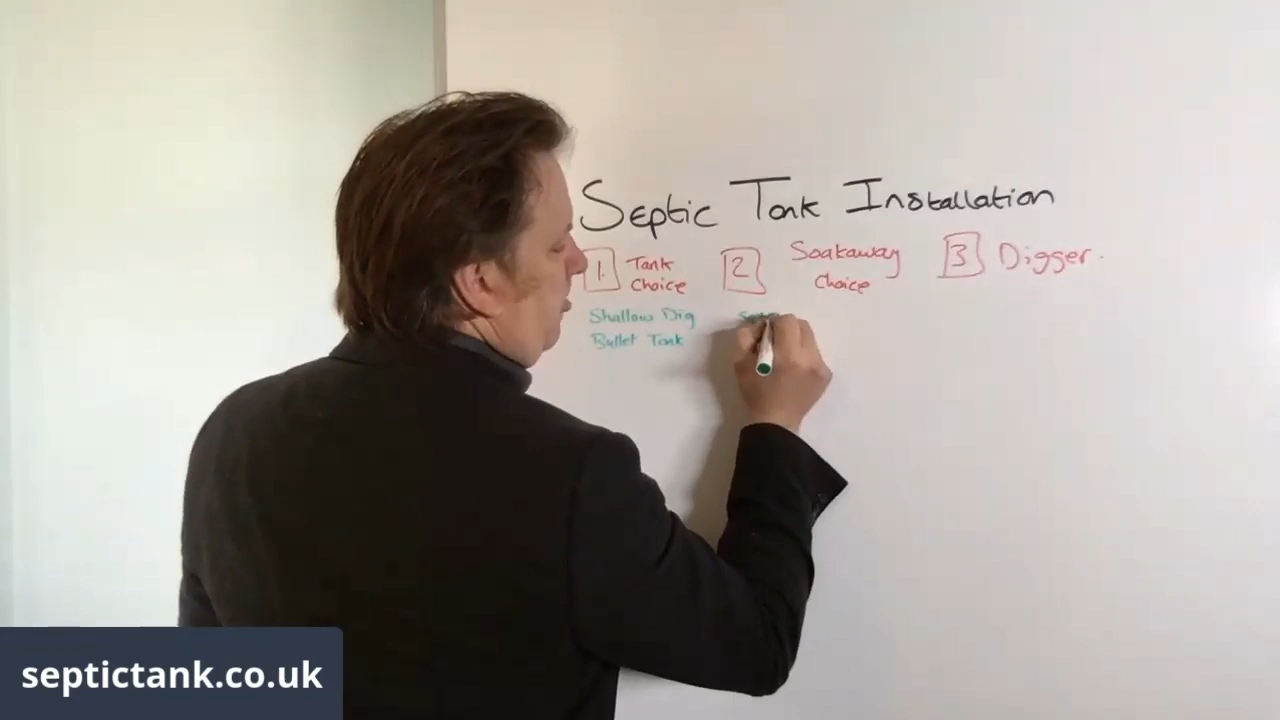 Septic Tank Installation
1. Tank Choice
2 Soakaway Choice
3 Digger.
Shallow Dig
Bullet Tank
septictank.co.uk